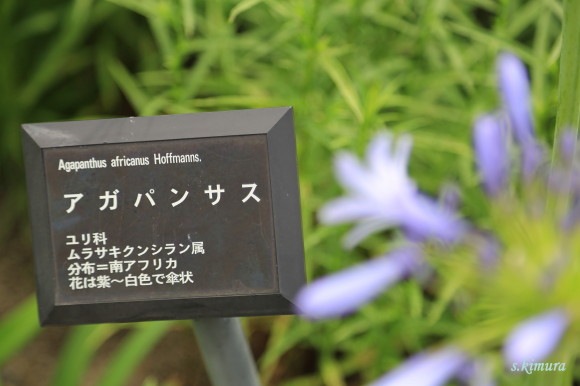 Agapanthus africanus Hoffmanns.
アガパンサス
ユリ科
ムラサキクンシラン属
分布=南アフリカ
花は紫〜白色で傘状
s.kimura